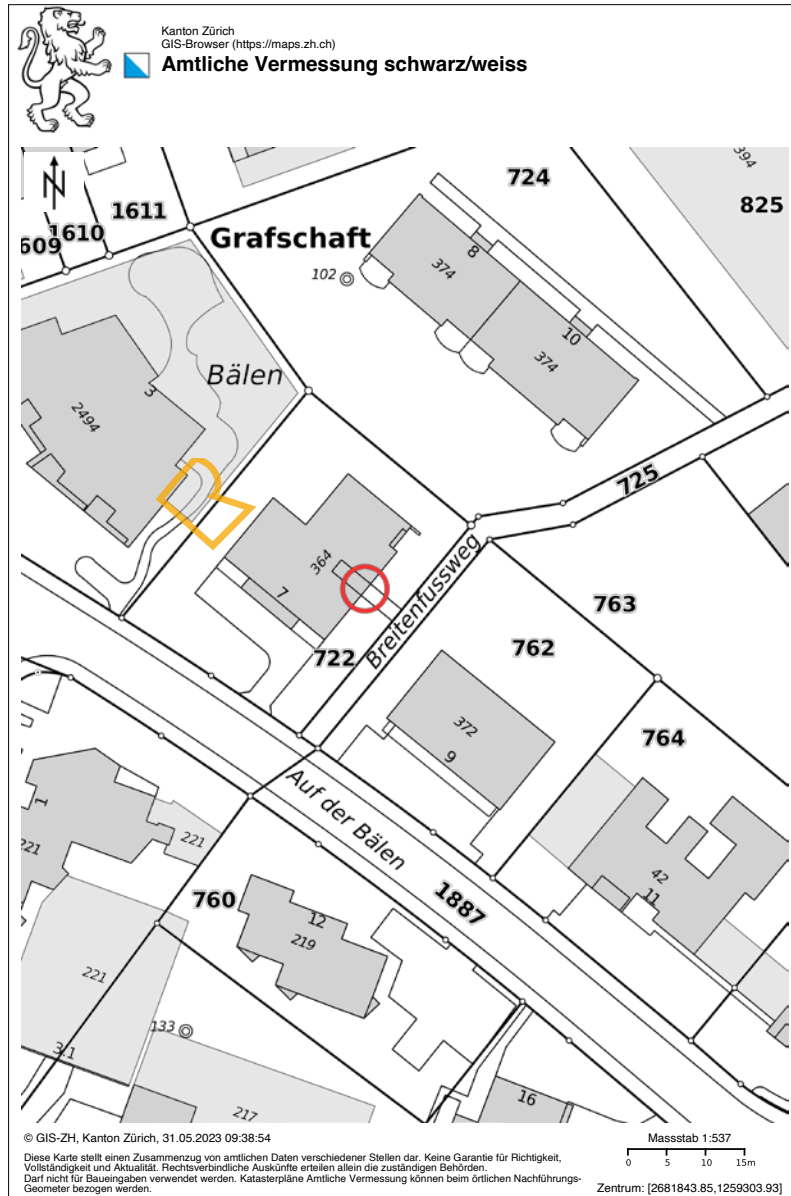 Kanton Zürich
GIS-Browser (https://maps.zh.ch)
Amtliche Vermessung schwarz/weiss
N
394
724
825
1611
1610
609
Grafschaft
8
374
102
10
374
Bälen
3
2494
725
364
7
Breitenfussweg
763
722
762
372
9
764
Auf der Bälen
1
221
221
42
11
760
1887
12
219
221
133
3.1
16
217
© GIS-ZH, Kanton Zürich, 31.05.2023 09:38:54
Diese Karte stellt einen Zusammenzug von amtlichen Daten verschiedener Stellen dar. Keine Garantie für Richtigkeit,
Vollständigkeit und Aktualität. Rechtsverbindliche Auskünfte erteilen allein die zuständigen Behörden.
Darf nicht für Baueingaben verwendet werden. Katasterpläne Amtliche Vermessung können beim örtlichen Nachführungs-
Geometer bezogen werden.
Massstab 1:537
0 5 10 15m
Zentrum: [2681843.85,1259303.93]